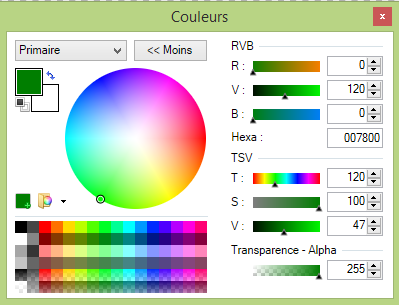 Couleurs
Primaire
<< Moins
RVB
R : 0
V : 120
B : 0
Hexa : 007800
TSV
T : 120
S : 100
V : 47
Transparence - Alpha
255